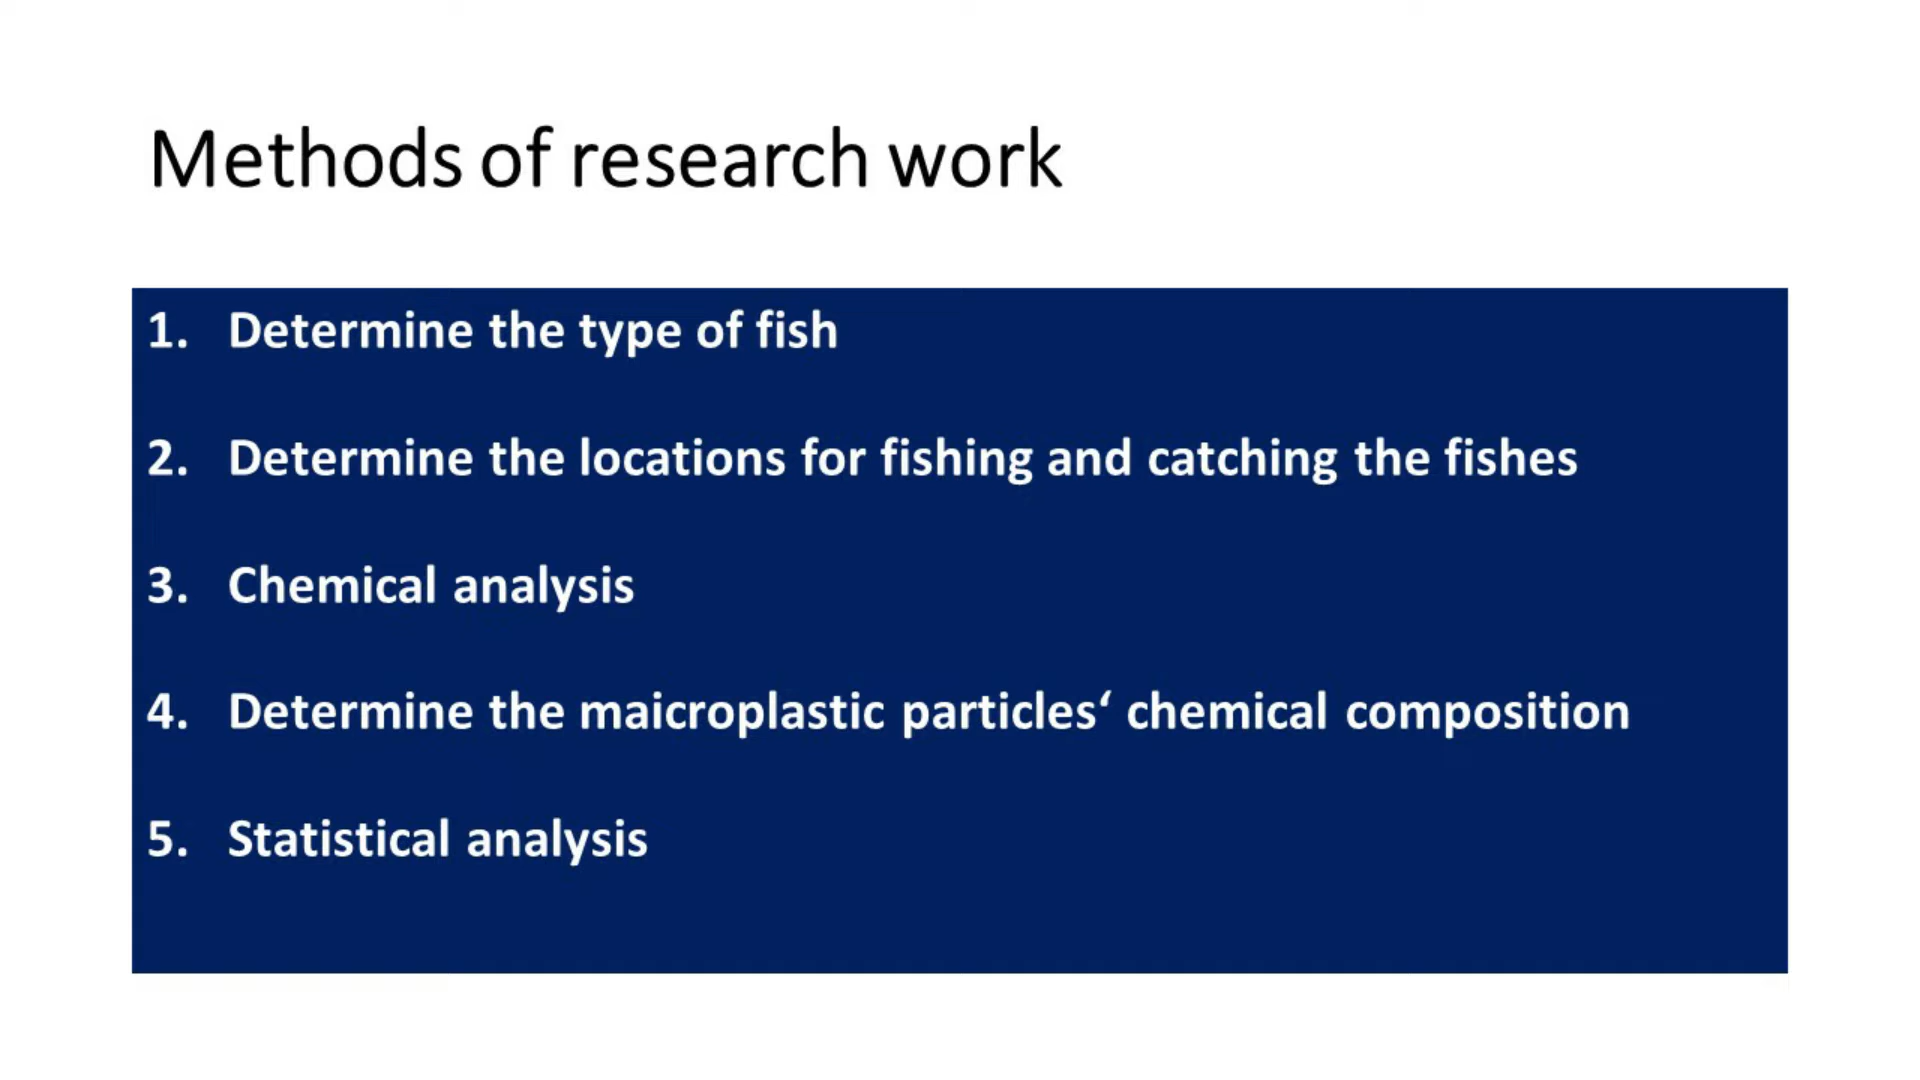 Methods of research work
1. Determine the type of fish
2. Determine the locations for fishing and catching the fishes
3. Chemical analysis
4. Determine the maicroplastic particles‘ chemical composition
5. Statistical analysis